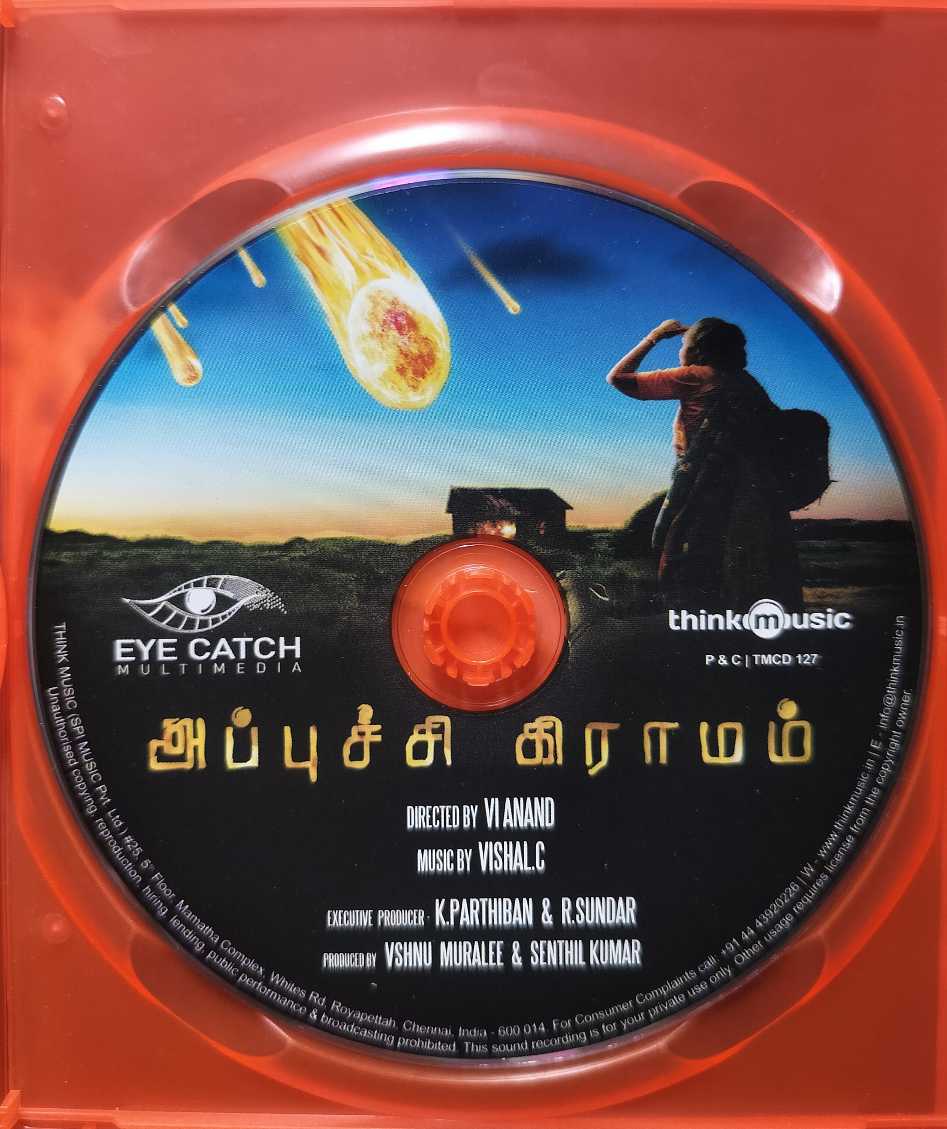 EYE CATCH
MULTIMEDIA
thinkmusic
P & C | TMCD 127
அப்புச்சி கிராமம்
DIRECTED BY VI ANAND
MUSIC BY VISHAL.C
EXECUTIVE PRODUCER - K.PARTHIBAN & R.SUNDAR
PRODUCED BY VSHNU MURALEE & SENTHIL KUMAR
THINK MUSIC (SPI MUSIC Pvt. Ltd.) #25, 5th Floor, Mamatha Complex, Whites Rd, Royapettah, Chennai, India - 600 014. For Consumer Complaints call: +91 44 43920226 | W - www.thinkmusic.in | E - info@thinkmusic.in
Unauthorised copying, reproduction, hiring, lending, public performance & broadcasting prohibited. This sound recording is for your private use only. Other usage requires license from the copyright owner.